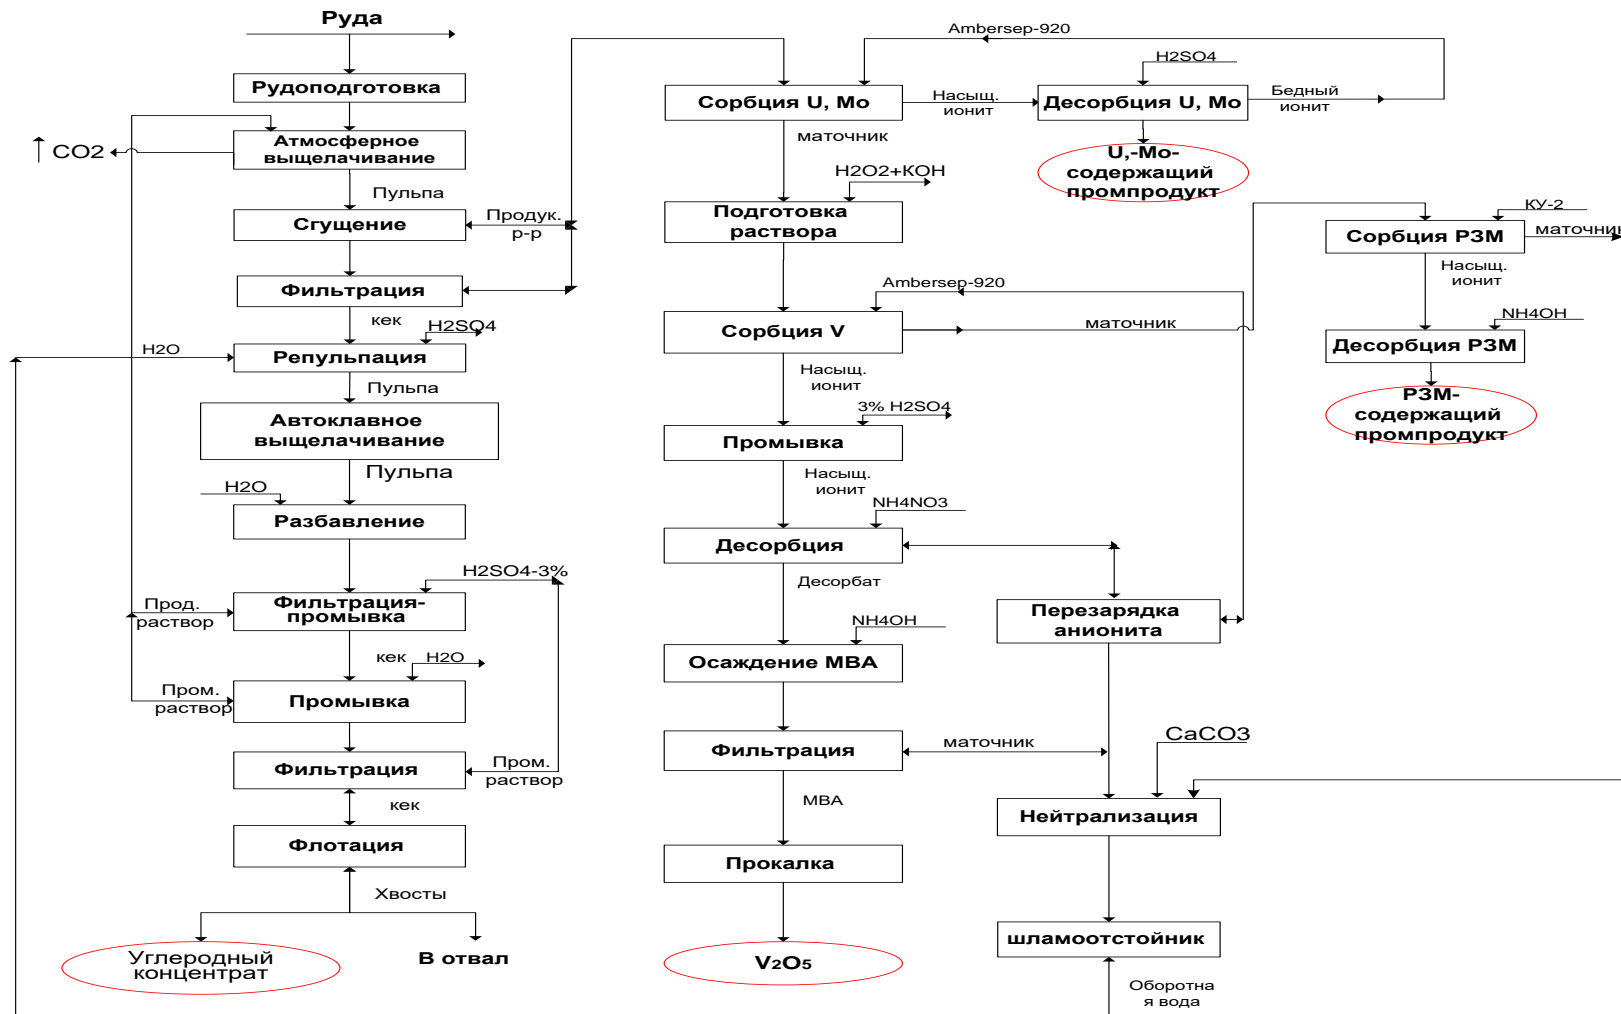 Руда
Рудоподготовка
Атмосферное
выщелачивание
CO2
Пульпа
Сгущение
Продук.
р-р
Фильтрация
кек
H2SO4
H2O
Репульпация
Пульпа
Автоклавное
выщелачивание
Пульпа
H2O
Разбавление
H2SO4-3%
Прод.
раствор
Фильтрация-
промывка
кек
H2O
Пром.
раствор
Промывка
Фильтрация
Пром.
раствор
кек
Флотация
Хвосты
Углеродный
концентрат
В отвал
Ambersep-920
H2SO4
Сорбция U, Mo
Насыщ.
ионит
Десорбция U, Mo
Бедный
ионит
маточник
U,-Mo-
содержащий
промпродукт
H2O2+КОН
Подготовка
раствора
Ambersep-920
Сорбция V
маточник
КУ-2
Сорбция РЗМ
маточник
Насыщ.
ионит
NH4OH
Десорбция РЗМ
РЗМ-
содержащий
промпродукт
Насыщ.
ионит
3% H2SO4
Промывка
Насыщ.
ионит
NH4NO3
Десорбция
Десорбат
Перезарядка
анионита
NH4OH
Осаждение МВА
Фильтрация
маточник
CaCO3
МВА
Нейтрализация
Прокалка
шламоотстойник
V2O5
Оборотна
я вода